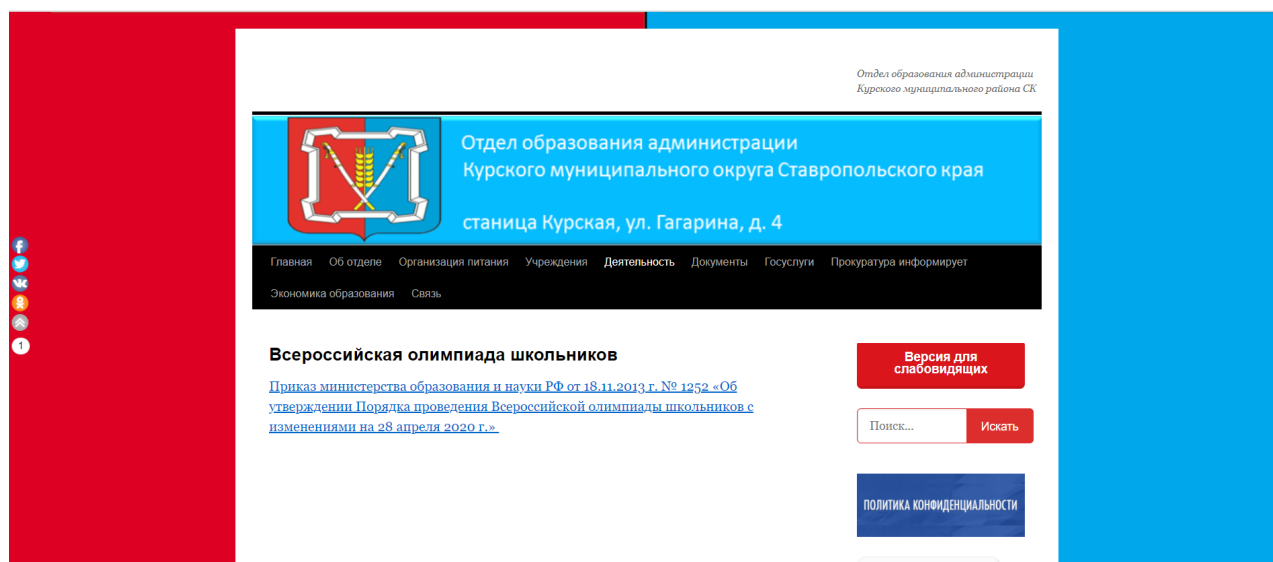 Отдел образования администрации
Курского муниципального района СК
Отдел образования администрации
Курского муниципального округа Ставропольского края
станица Курская, ул. Гагарина, д. 4
Главная Об отделе Организация питания Учреждения Деятельность Документы Госуслуги Прокуратура информирует
Экономика образования Связь
1
Всероссийская олимпиада школьников
Приказ министерства образования и науки РФ от 18.11.2013 г. № 1252 «Об
утверждении Порядка проведения Всероссийской олимпиады школьников с
изменениями на 28 апреля 2020 г.»
Версия для
слабовидящих
Поиск... Искать
ПОЛИТИКА КОНФИДЕНЦИАЛЬНОСТИ